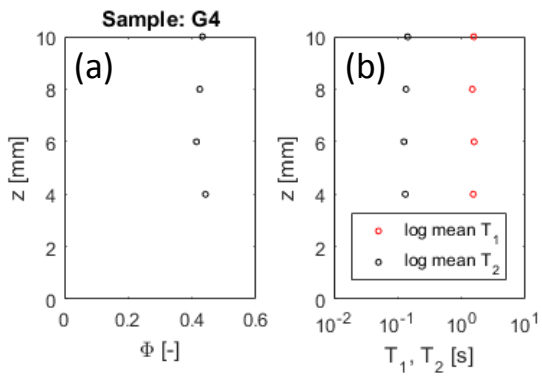 Sample: G4
(a)
(b)
10
8
6
4
2
0
z [mm]
0
0.2
0.4
0.6
Φ [-]
10
8
6
4
2
0
z [mm]
log mean T₁
log mean T₂
10⁻²
10⁻¹
10⁰
10¹
T₁, T₂ [s]